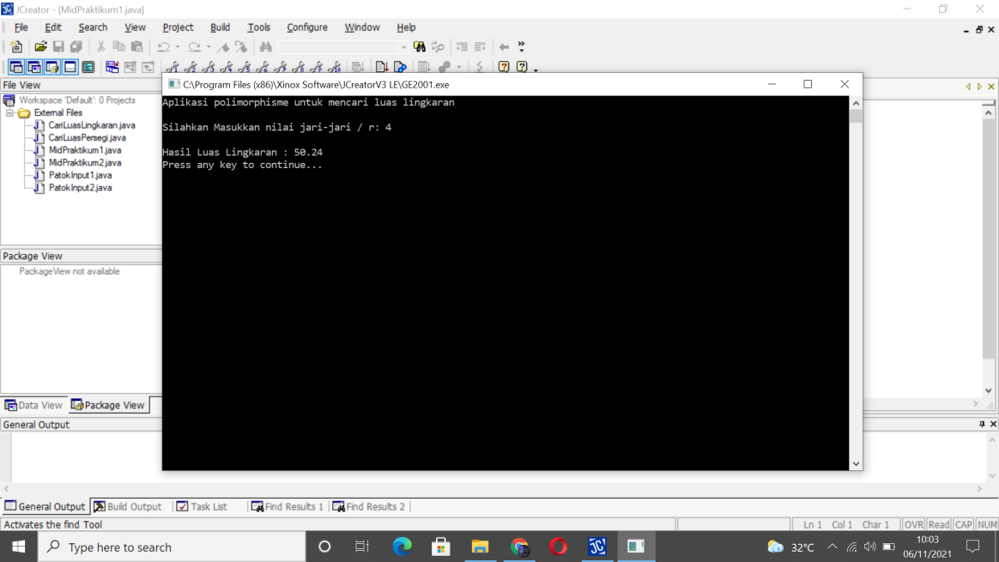 JCreator - [MidPraktikum1.java]
File Edit Search View Project Build Tools Configure Window Help
File View
Workspace 'Default': 0 Projects
External Files
CariLuasLingkaran.java
CariLuasPersegi.java
MidPraktikum1.java
MidPraktikum2.java
PatokInput1.java
PatokInput2.java
Package View
PackageView not available
Data View Package View
C:\Program Files (x86)\Xinox Software\JCreatorV3 LE\GE2001.exe
Aplikasi polimorphisme untuk mencari luas lingkaran
Silahkan Masukkan nilai jari-jari / r: 4
Hasil Luas Lingkaran : 50.24
Press any key to continue...
General Output
General Output Build Output Task List Find Results 1 Find Results 2
Activates the find Tool
Ln 1 Col 1 Char 1 OVR Read CAP NUM
Type here to search
32°C
10:03
06/11/2021